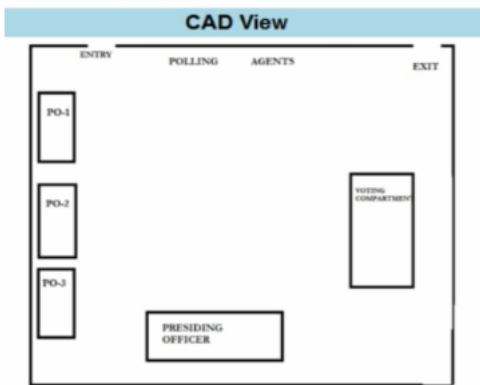 CAD View
ENTRY
POLLING AGENTS
EXIT
PO-1
PO-2
VOTING
COMPARTMENT
PO-3
PRESIDING
OFFICER